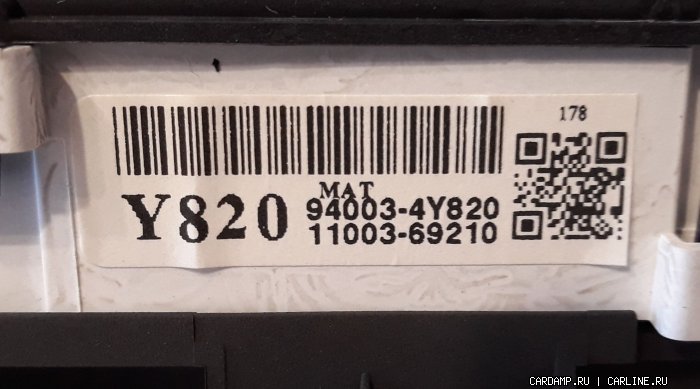 178
MAT
Y820 94003-4Y820
11003-69210
CARDAMP.RU | CARLINE.RU